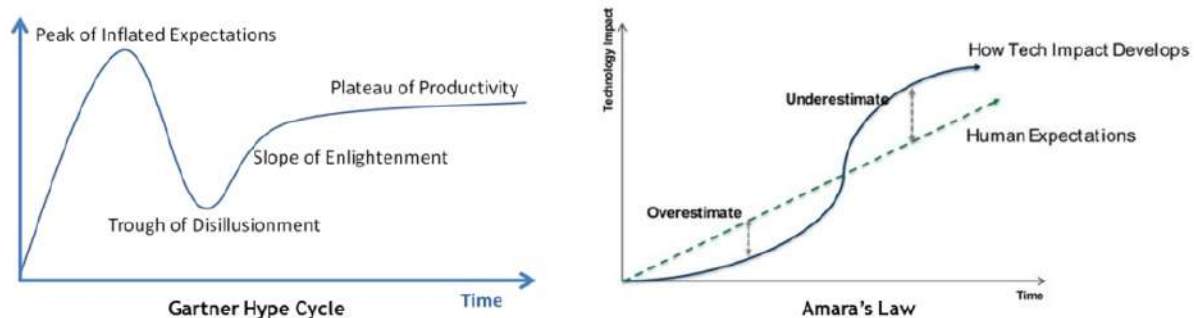 Peak of Inflated Expectations
Plateau of Productivity
Slope of Enlightenment
Trough of Disillusionment
Time
Gartner Hype Cycle
Technology Impact
How Tech Impact Develops
Underestimate
Human Expectations
Overestimate
Time
Amara's Law